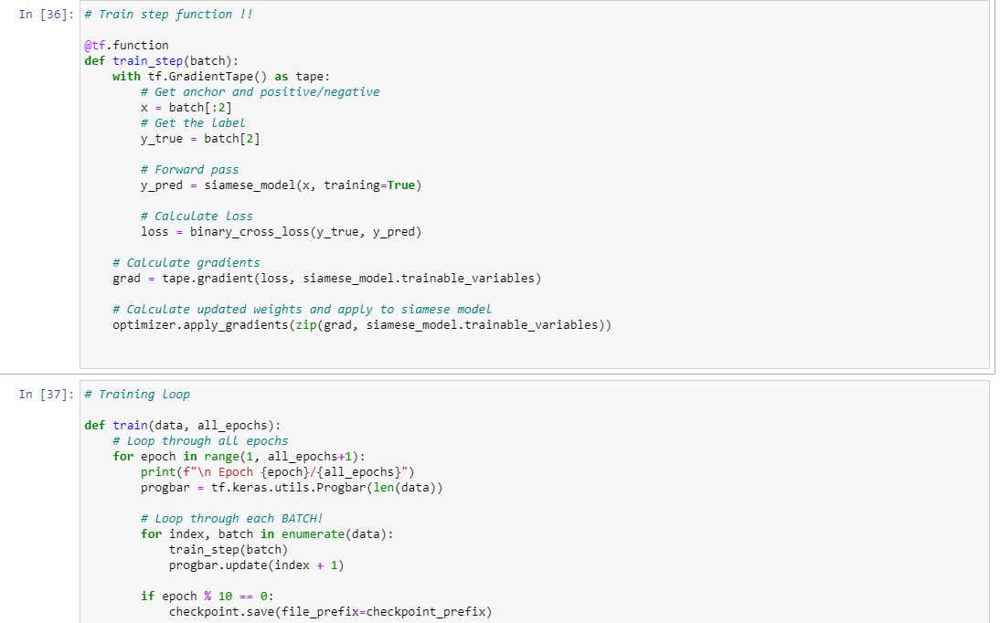 In [36]: # Train step function !!
@tf.function
def train_step(batch):
with tf.GradientTape() as tape:
# Get anchor and positive/negative
x = batch[:2]
# Get the label
y_true = batch[2]
# Forward pass
y_pred = siamese_model(x, training=True)
# Calculate loss
loss = binary_cross_loss(y_true, y_pred)
# Calculate gradients
grad = tape.gradient(loss, siamese_model.trainable_variables)
# Calculate updated weights and apply to siamese model
optimizer.apply_gradients(zip(grad, siamese_model.trainable_variables))
In [37]: # Training loop
def train(data, all_epochs):
# Loop through all epochs
for epoch in range(1, all_epochs+1):
print(f"\n Epoch {epoch}/{all_epochs}")
progbar = tf.keras.utils.Progbar(len(data))
# Loop through each BATCH!
for index, batch in enumerate(data):
train_step(batch)
progbar.update(index + 1)
if epoch % 10 == 0:
checkpoint.save(file_prefix=checkpoint_prefix)